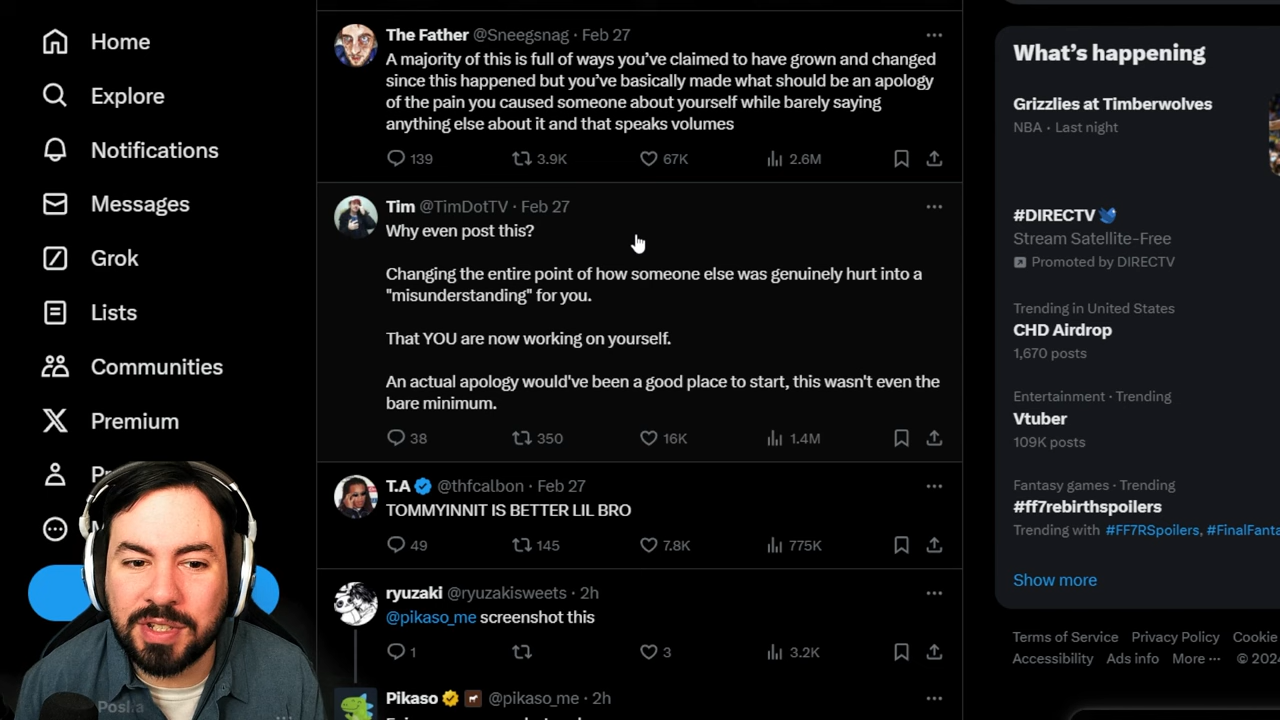 Home
Explore
Notifications
Messages
Grok
Lists
Communities
Premium
The Father @Sneegsnag · Feb 27
A majority of this is full of ways you’ve claimed to have grown and changed
since this happened but you’ve basically made what should be an apology
of the pain you caused someone about yourself while barely saying
anything else about it and that speaks volumes
139 3.9K 67K 2.6M
Tim @TimDotTV · Feb 27
Why even post this?
Changing the entire point of how someone else was genuinely hurt into a
"misunderstanding" for you.
That YOU are now working on yourself.
An actual apology would've been a good place to start, this wasn't even the
bare minimum.
38 350 16K 1.4M
T.A @thfcalbon · Feb 27
TOMMYINNIT IS BETTER LIL BRO
49 145 7.8K 775K
ryuzaki @ryuzakisweets · 2h
@pikaso_me screenshot this
1 3 3.2K
Pikaso @pikaso_me · 2h
What’s happening
Grizzlies at Timberwolves
NBA · Last night
#DIRECTV
Stream Satellite-Free
Promoted by DIRECTV
Trending in United States
CHD Airdrop
1,670 posts
Entertainment · Trending
Vtuber
109K posts
Fantasy games · Trending
#ff7rebirthspoilers
Trending with #FF7RSpoilers, #FinalFanta
Show more
Terms of Service Privacy Policy Cookie
Accessibility Ads info More ··· © 202